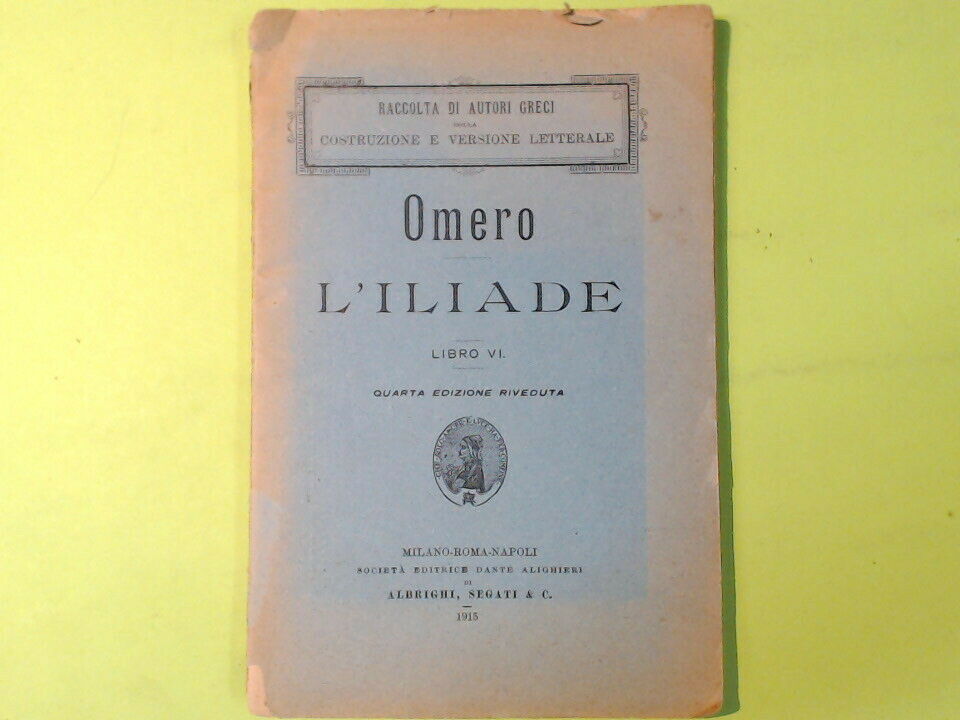 RACCOLTA DI AUTORI GRECI
COLLA
COSTRUZIONE E VERSIONE LETTERALE
Omero
L'ILIADE
LIBRO VI.
QUARTA EDIZIONE RIVEDUTA
MILANO-ROMA-NAPOLI
SOCIETÀ EDITRICE DANTE ALIGHIERI
DI
ALBRIGHI, SEGATI & C.
1915